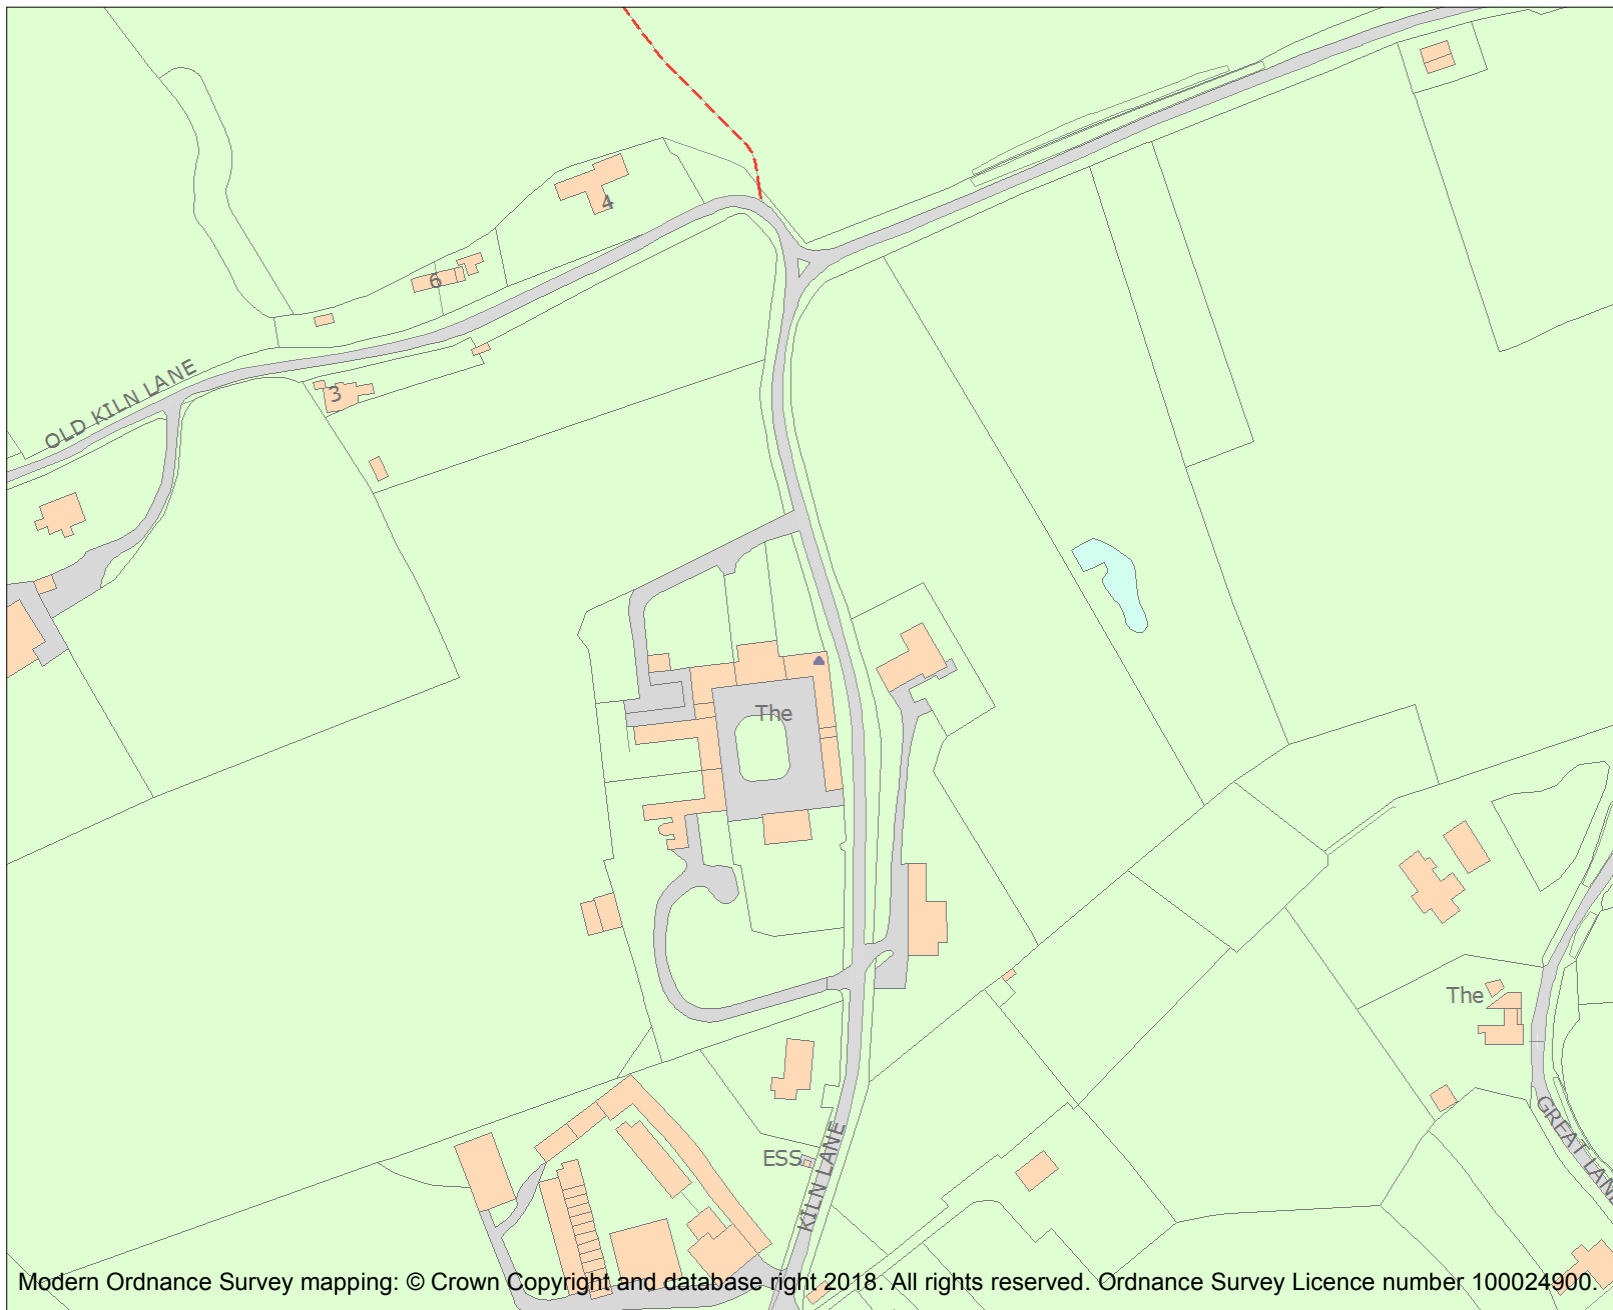 4
6
OLD KILN LANE
3
The
The
GREAT LANE
ESS
KILN LANE
Modern Ordnance Survey mapping: © Crown Copyright and database right 2018. All rights reserved. Ordnance Survey Licence number 100024900.